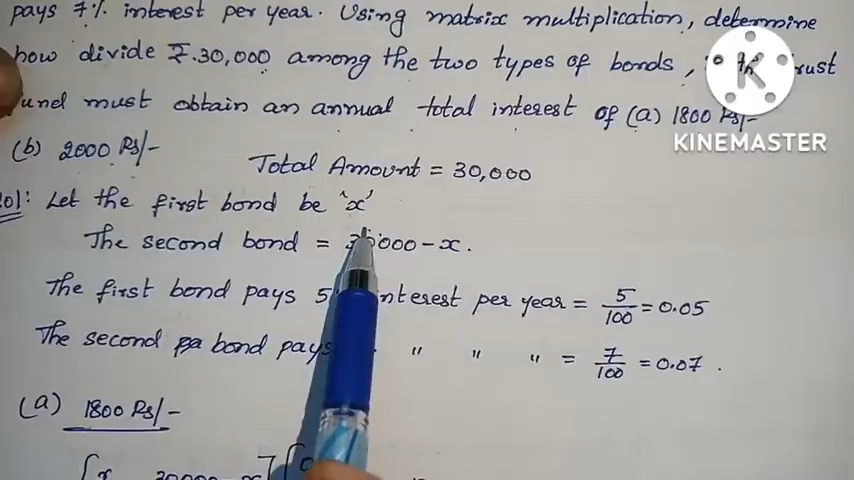 pays 7% interest per year. Using matrix multiplication, determine
how divide ₹.30,000 among the two types of bonds,
fund must obtain an annual total interest of (a) 1800 Rs/-
KINEMASTER
(b) 2000 Rs/-
Total Amount = 30,000
Sol: Let the first bond be 'x'
The second bond = 30000 - x.
The first bond pays 5% interest per year = 5/100 = 0.05
The second bond pays " " " = 7/100 = 0.07.
(a) 1800 Rs/-
[x 30000 - x]